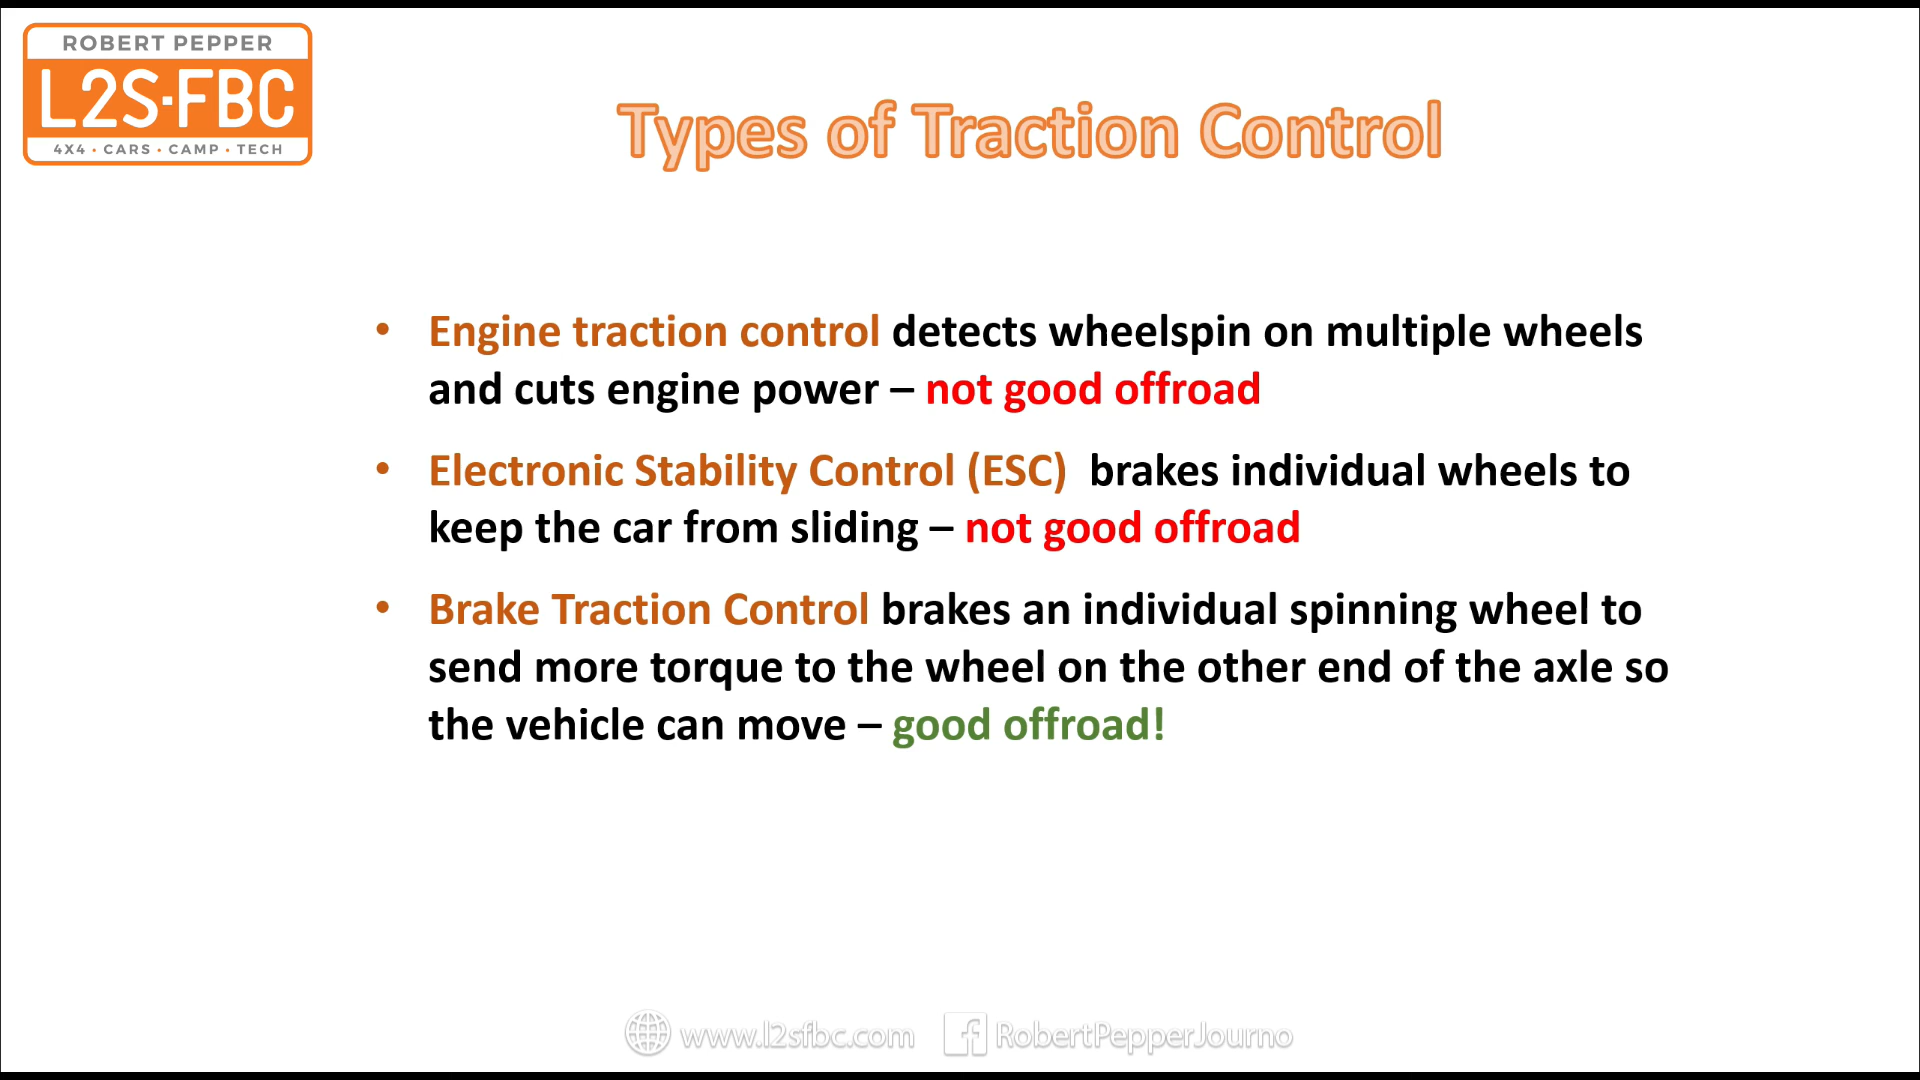 ROBERT PEPPER
L2S·FBC
4X4 · CARS · CAMP · TECH
Types of Traction Control
• Engine traction control detects wheelspin on multiple wheels
and cuts engine power – not good offroad
• Electronic Stability Control (ESC)  brakes individual wheels to
keep the car from sliding – not good offroad
• Brake Traction Control brakes an individual spinning wheel to
send more torque to the wheel on the other end of the axle so
the vehicle can move – good offroad!
www.l2sfbc.com RobertPepperJourno